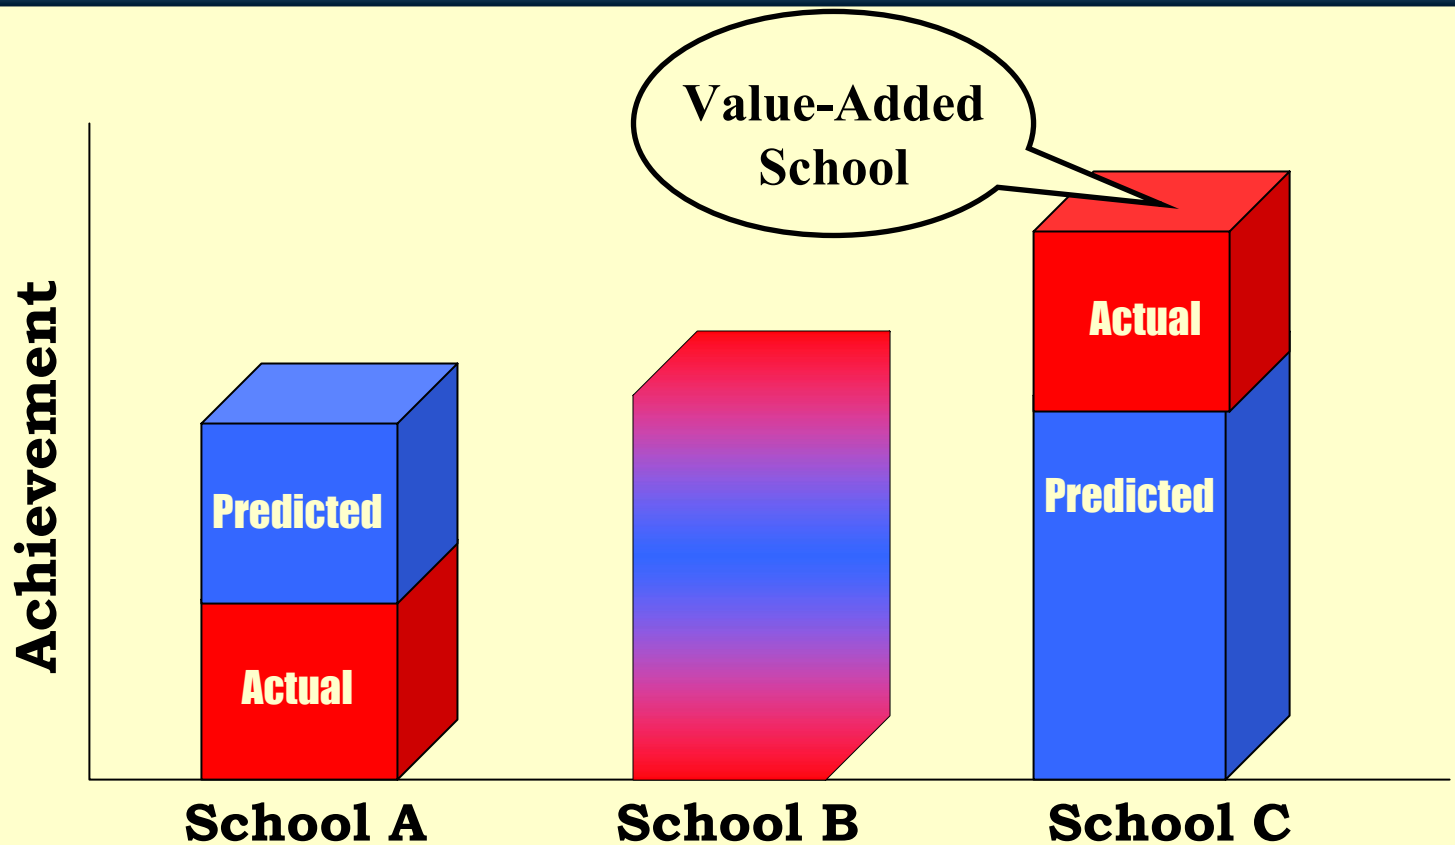 Value-Added
School
Achievement
Actual
Predicted
Predicted
Actual
School A
School B
School C